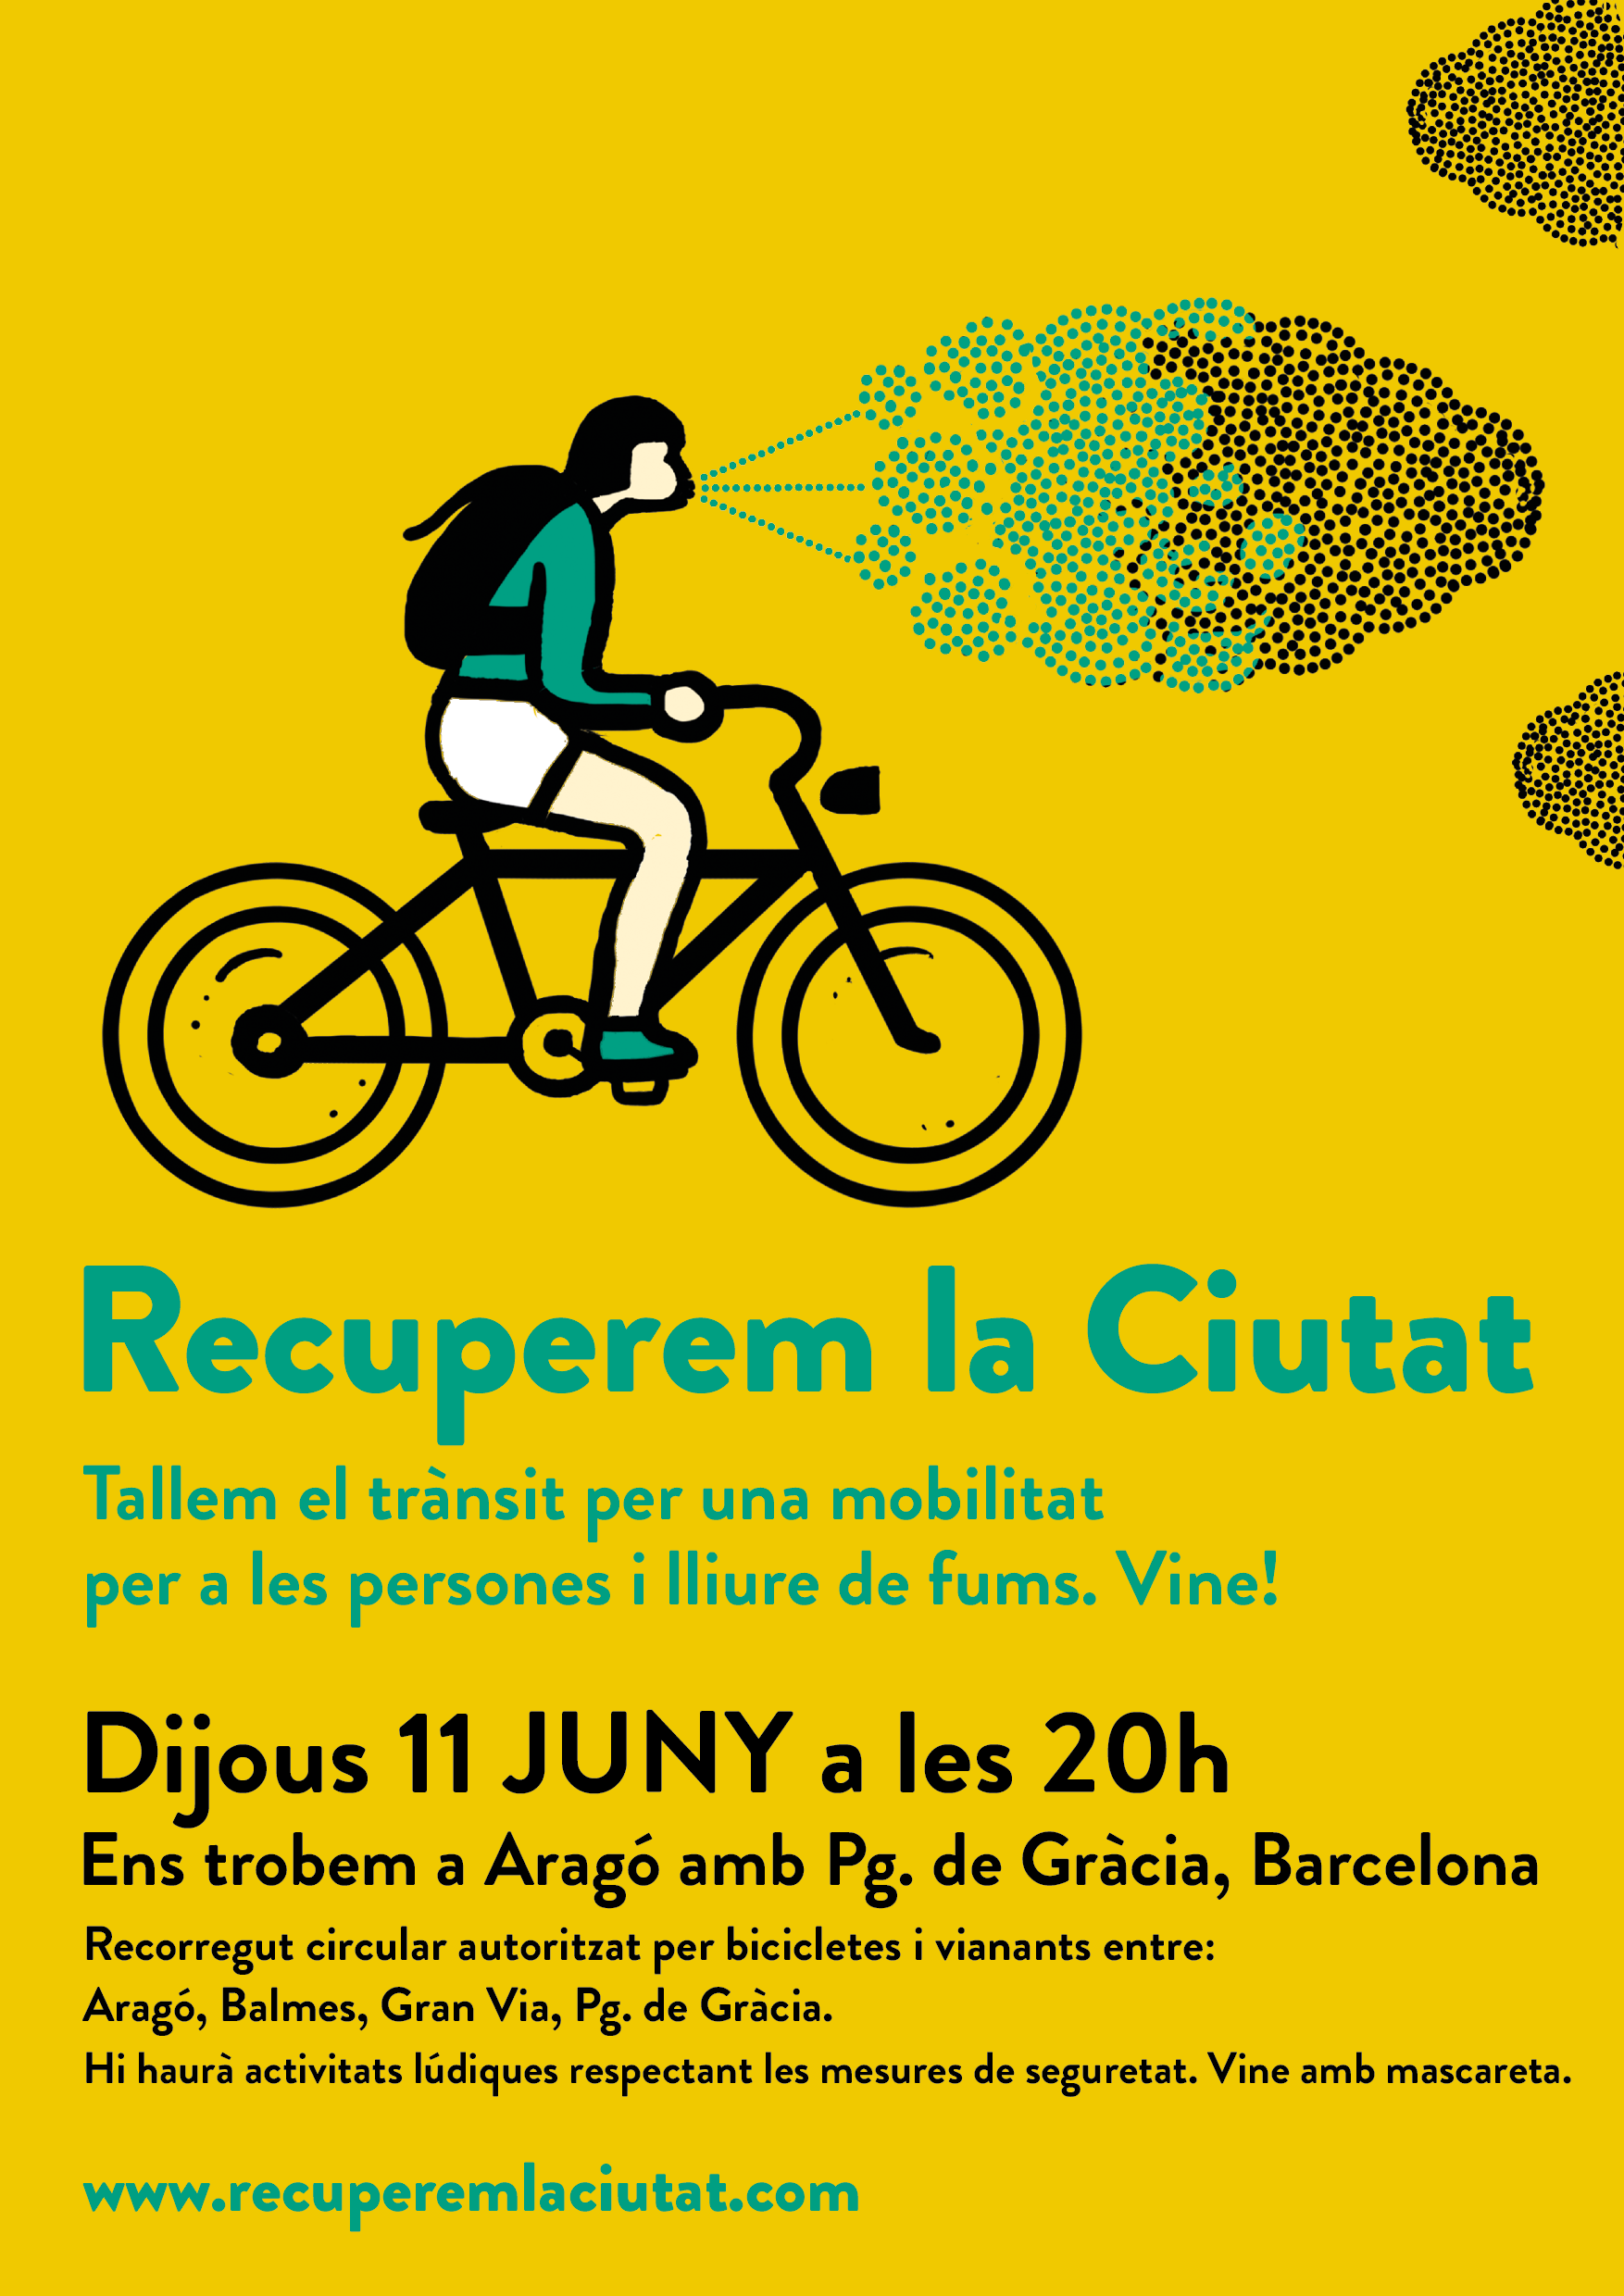 Recuperem la Ciutat
Tallem el trànsit per una mobilitat
per a les persones i lliure de fums. Vine!
Dijous 11 JUNY a les 20h
Ens trobem a Aragó amb Pg. de Gràcia, Barcelona
Recorregut circular autoritzat per bicicletes i vianants entre:
Aragó, Balmes, Gran Via, Pg. de Gràcia.
Hi haurà activitats lúdiques respectant les mesures de seguretat. Vine amb mascareta.
www.recuperemlaciutat.com